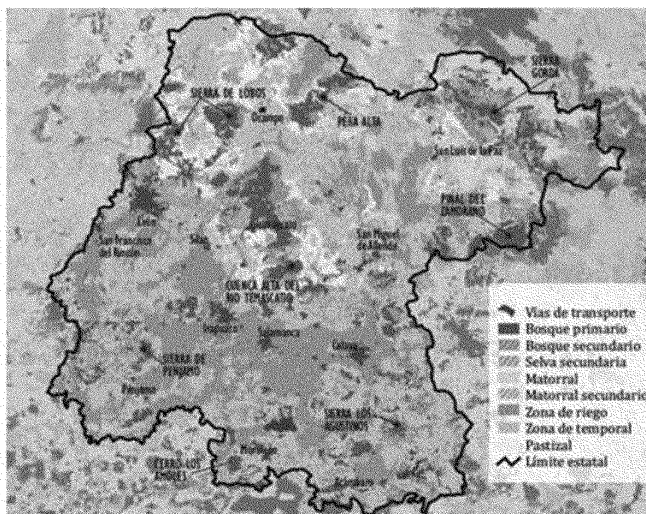 SIERRA
GORDA
SIERRA DE LOBOS
Ocampo
PEÑA ALTA
San Luis de la Paz
PINAL DEL
ZAMORANO
León
San Francisco
del Rincón
Silao
Guanajuato
San Miguel
de Allende
CUENCA ALTA DEL
RIO TEMASCATIO
Irapuato
Salamanca
Celaya
SIERRA DE
PENJAMO
Pénjamo
SIERRA LOS
AGUSTINOS
Moroleón
CERRO LOS
AMOLES
Acámbaro
Vías de transporte
Bosque primario
Bosque secundario
Selva secundaria
Matorral
Matorral secundario
Zona de riego
Zona de temporal
Pastizal
Límite estatal